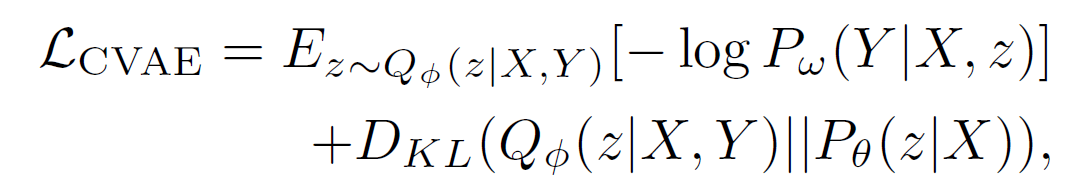 ℒ_CVAE = E_{z∼Q_ϕ(z|X,Y)}[− log P_ω(Y|X, z)]
+D_{KL}(Q_ϕ(z|X, Y)||P_θ(z|X)),